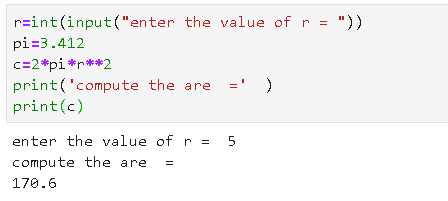 r=int(input("enter the value of r = "))
pi=3.412
c=2*pi*r**2
print('compute the are  ='  )
print(c)
enter the value of r =  5
compute the are  =
170.6